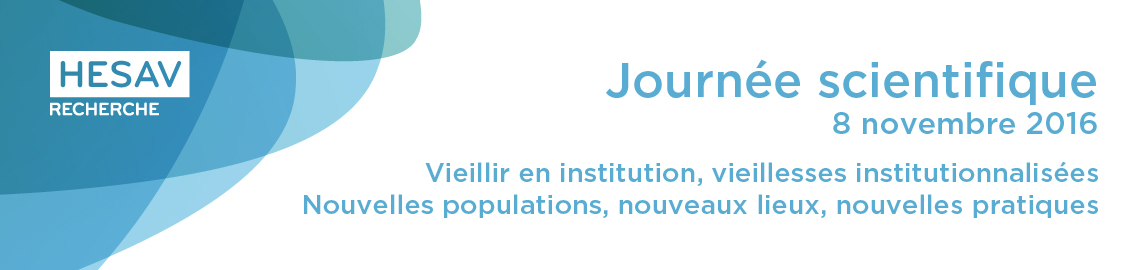 HESAV
RECHERCHE
Journée scientifique
8 novembre 2016
Vieillir en institution, vieillesses institutionnalisées
Nouvelles populations, nouveaux lieux, nouvelles pratiques